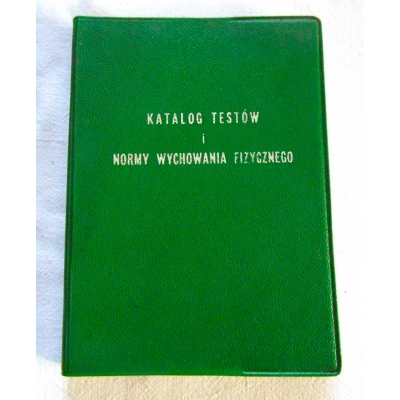 KATALOG TESTÓW
i
NORMY WYCHOWANIA FIZYCZNEGO